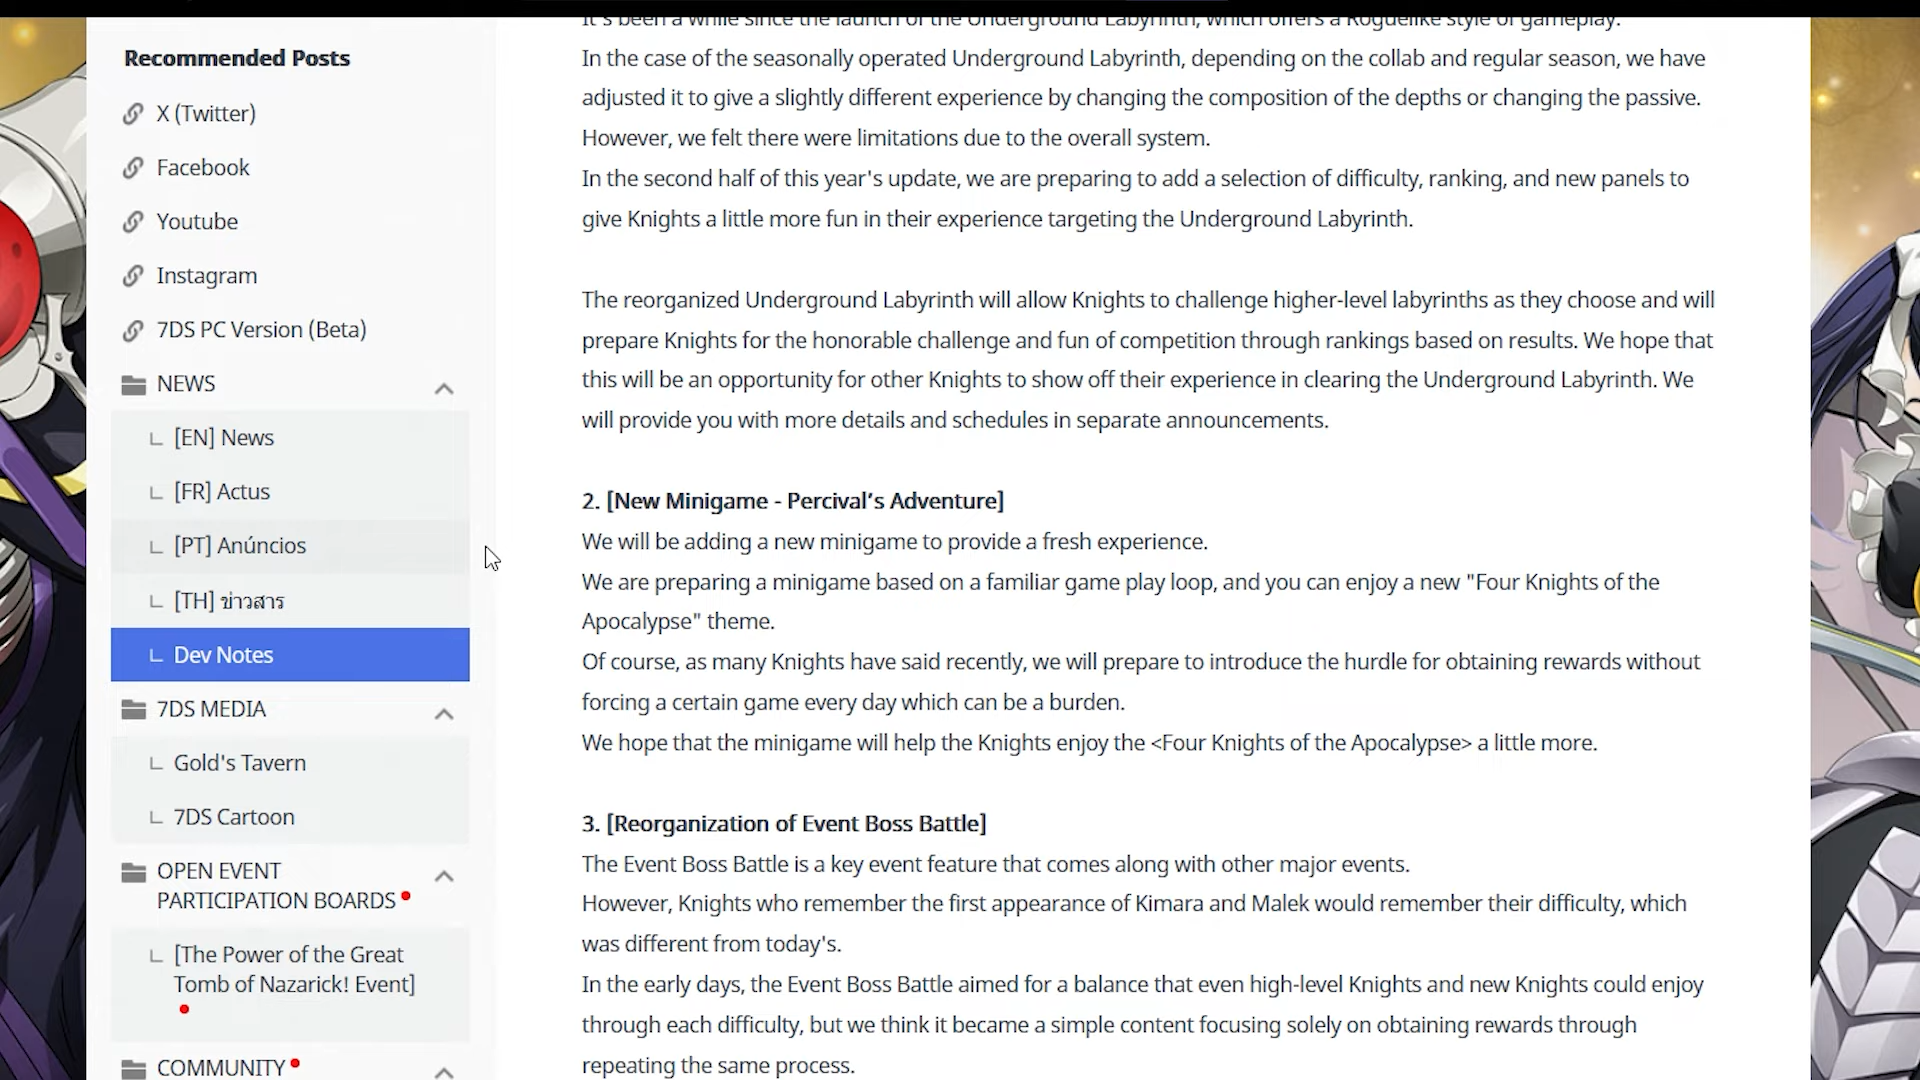 Recommended Posts
X (Twitter)
Facebook
Youtube
Instagram
7DS PC Version (Beta)
NEWS
[EN] News
[FR] Actus
[PT] Anúncios
[TH] ข่าวสาร
Dev Notes
7DS MEDIA
Gold's Tavern
7DS Cartoon
OPEN EVENT
PARTICIPATION BOARDS
[The Power of the Great
Tomb of Nazarick! Event]
COMMUNITY
It's been a while since the launch of the Underground Labyrinth, which offers a Roguelike style of gameplay.
In the case of the seasonally operated Underground Labyrinth, depending on the collab and regular season, we have
adjusted it to give a slightly different experience by changing the composition of the depths or changing the passive.
However, we felt there were limitations due to the overall system.
In the second half of this year's update, we are preparing to add a selection of difficulty, ranking, and new panels to
give Knights a little more fun in their experience targeting the Underground Labyrinth.
The reorganized Underground Labyrinth will allow Knights to challenge higher-level labyrinths as they choose and will
prepare Knights for the honorable challenge and fun of competition through rankings based on results. We hope that
this will be an opportunity for other Knights to show off their experience in clearing the Underground Labyrinth. We
will provide you with more details and schedules in separate announcements.
2. [New Minigame - Percival’s Adventure]
We will be adding a new minigame to provide a fresh experience.
We are preparing a minigame based on a familiar game play loop, and you can enjoy a new "Four Knights of the
Apocalypse" theme.
Of course, as many Knights have said recently, we will prepare to introduce the hurdle for obtaining rewards without
forcing a certain game every day which can be a burden.
We hope that the minigame will help the Knights enjoy the <Four Knights of the Apocalypse> a little more.
3. [Reorganization of Event Boss Battle]
The Event Boss Battle is a key event feature that comes along with other major events.
However, Knights who remember the first appearance of Kimara and Malek would remember their difficulty, which
was different from today's.
In the early days, the Event Boss Battle aimed for a balance that even high-level Knights and new Knights could enjoy
through each difficulty, but we think it became a simple content focusing solely on obtaining rewards through
repeating the same process.